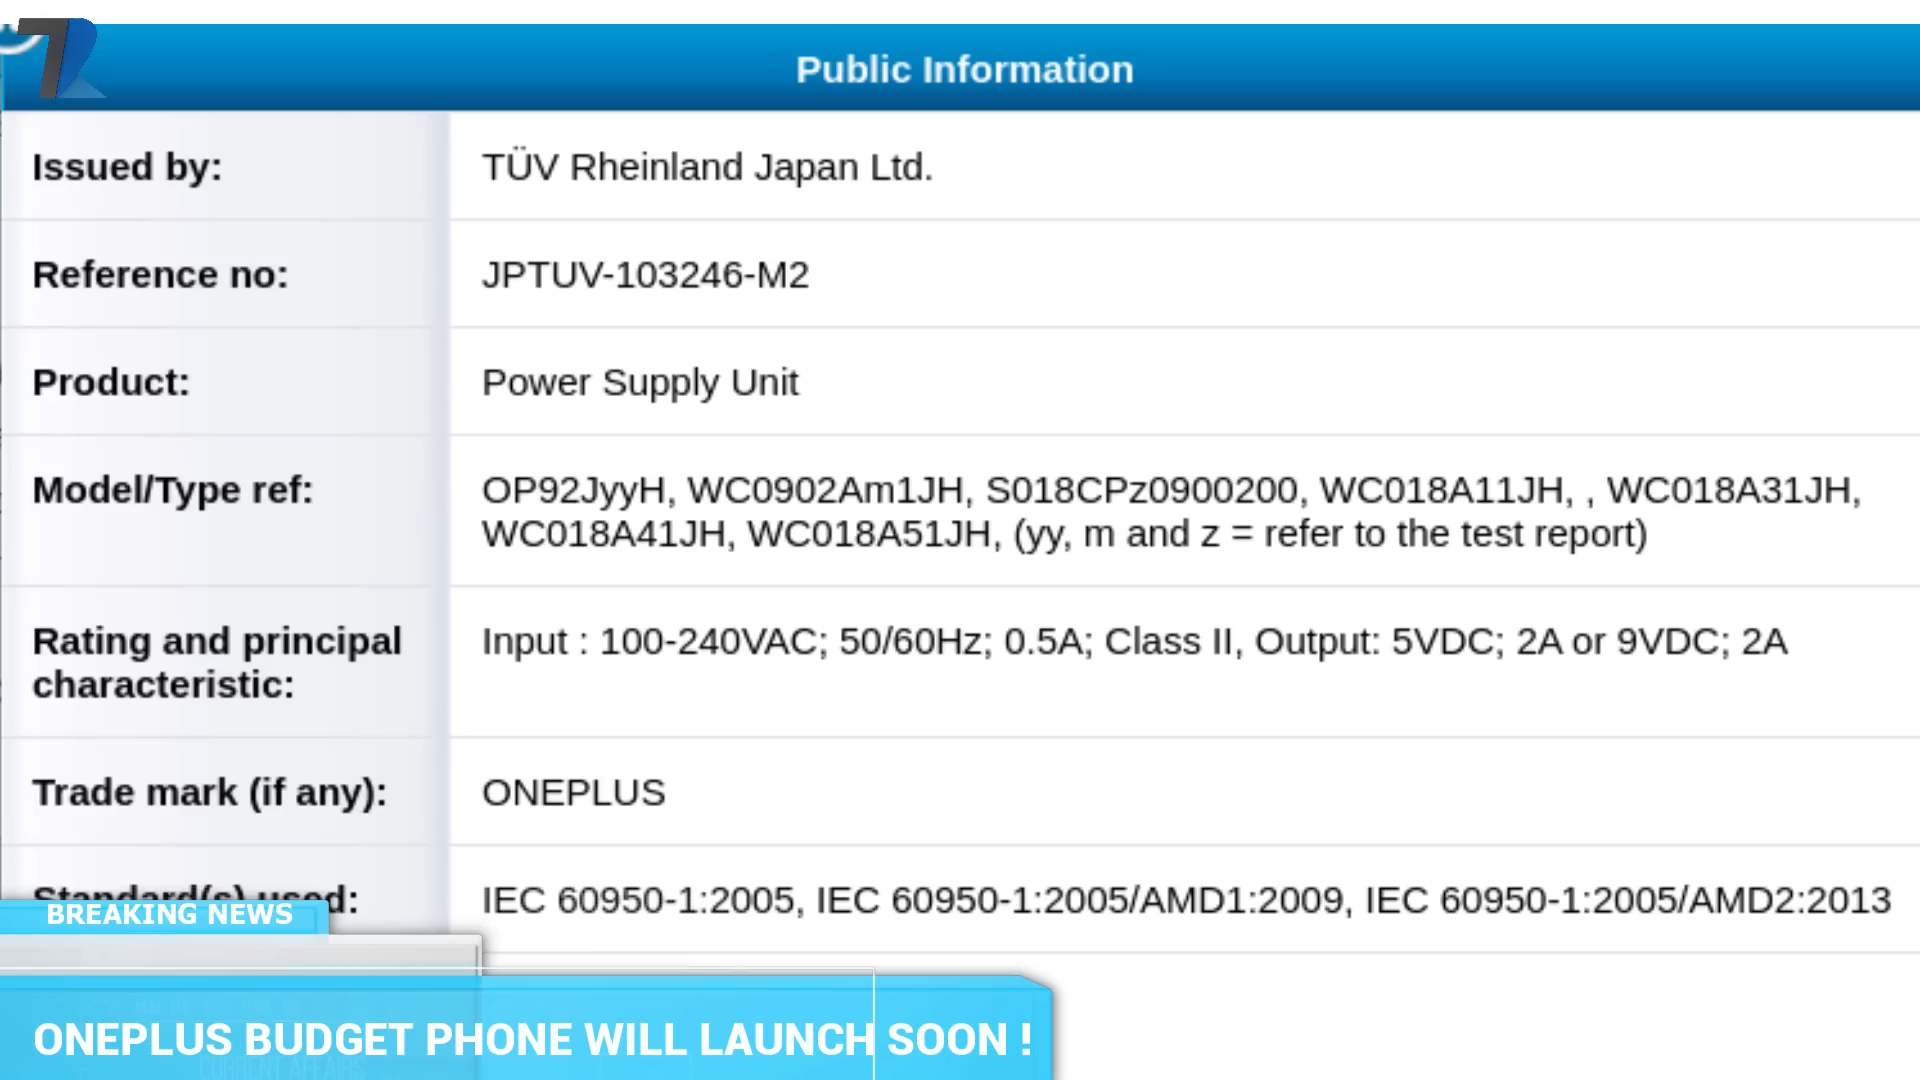 Public Information
Issued by:
TÜV Rheinland Japan Ltd.
Reference no:
JPTUV-103246-M2
Product:
Power Supply Unit
Model/Type ref:
OP92JyyH, WC0902Am1JH, S018CPz0900200, WC018A11JH, , WC018A31JH,
WC018A41JH, WC018A51JH, (yy, m and z = refer to the test report)
Rating and principal
characteristic:
Input : 100-240VAC; 50/60Hz; 0.5A; Class II, Output: 5VDC; 2A or 9VDC; 2A
Trade mark (if any):
ONEPLUS
Standard(s) used:
IEC 60950-1:2005, IEC 60950-1:2005/AMD1:2009, IEC 60950-1:2005/AMD2:2013
BREAKING NEWS
ONEPLUS BUDGET PHONE WILL LAUNCH SOON !
CURRENT AFFAIRS